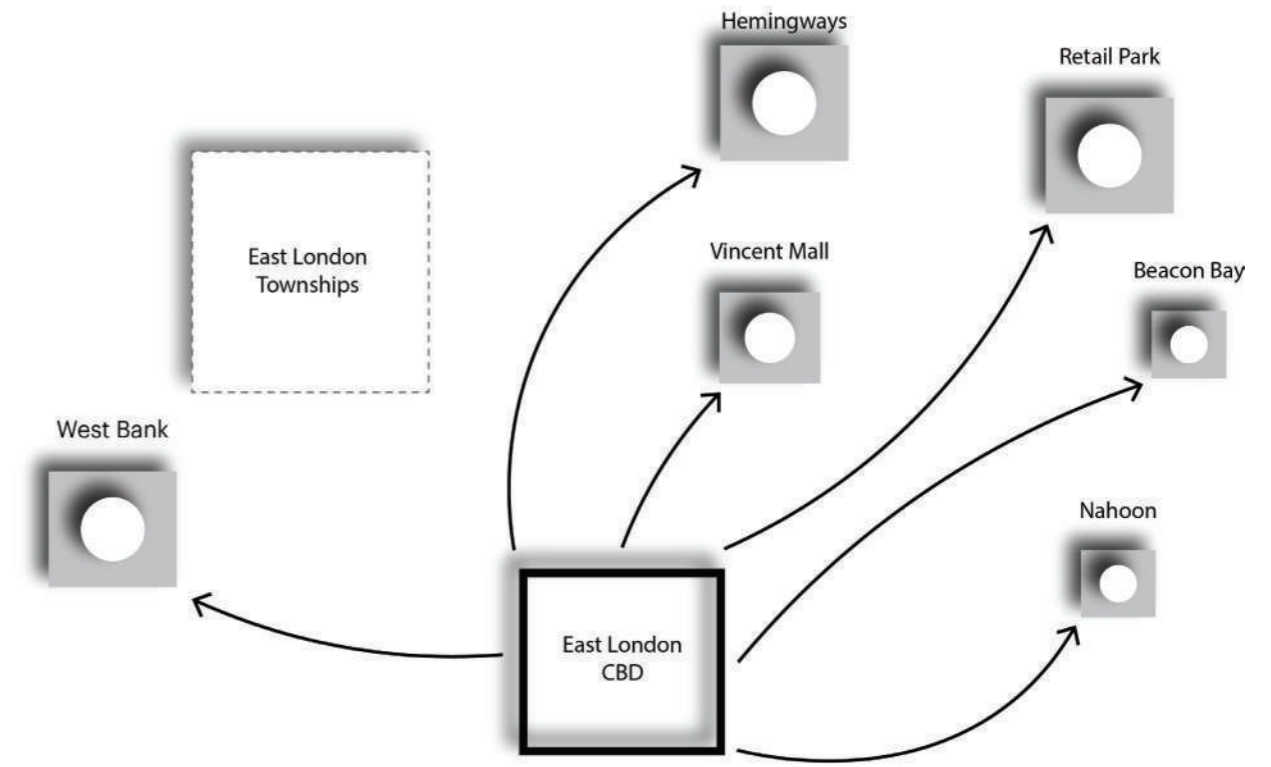 Hemingways
Retail Park
East London
Townships
Vincent Mall
Beacon Bay
West Bank
Nahoon
East London
CBD